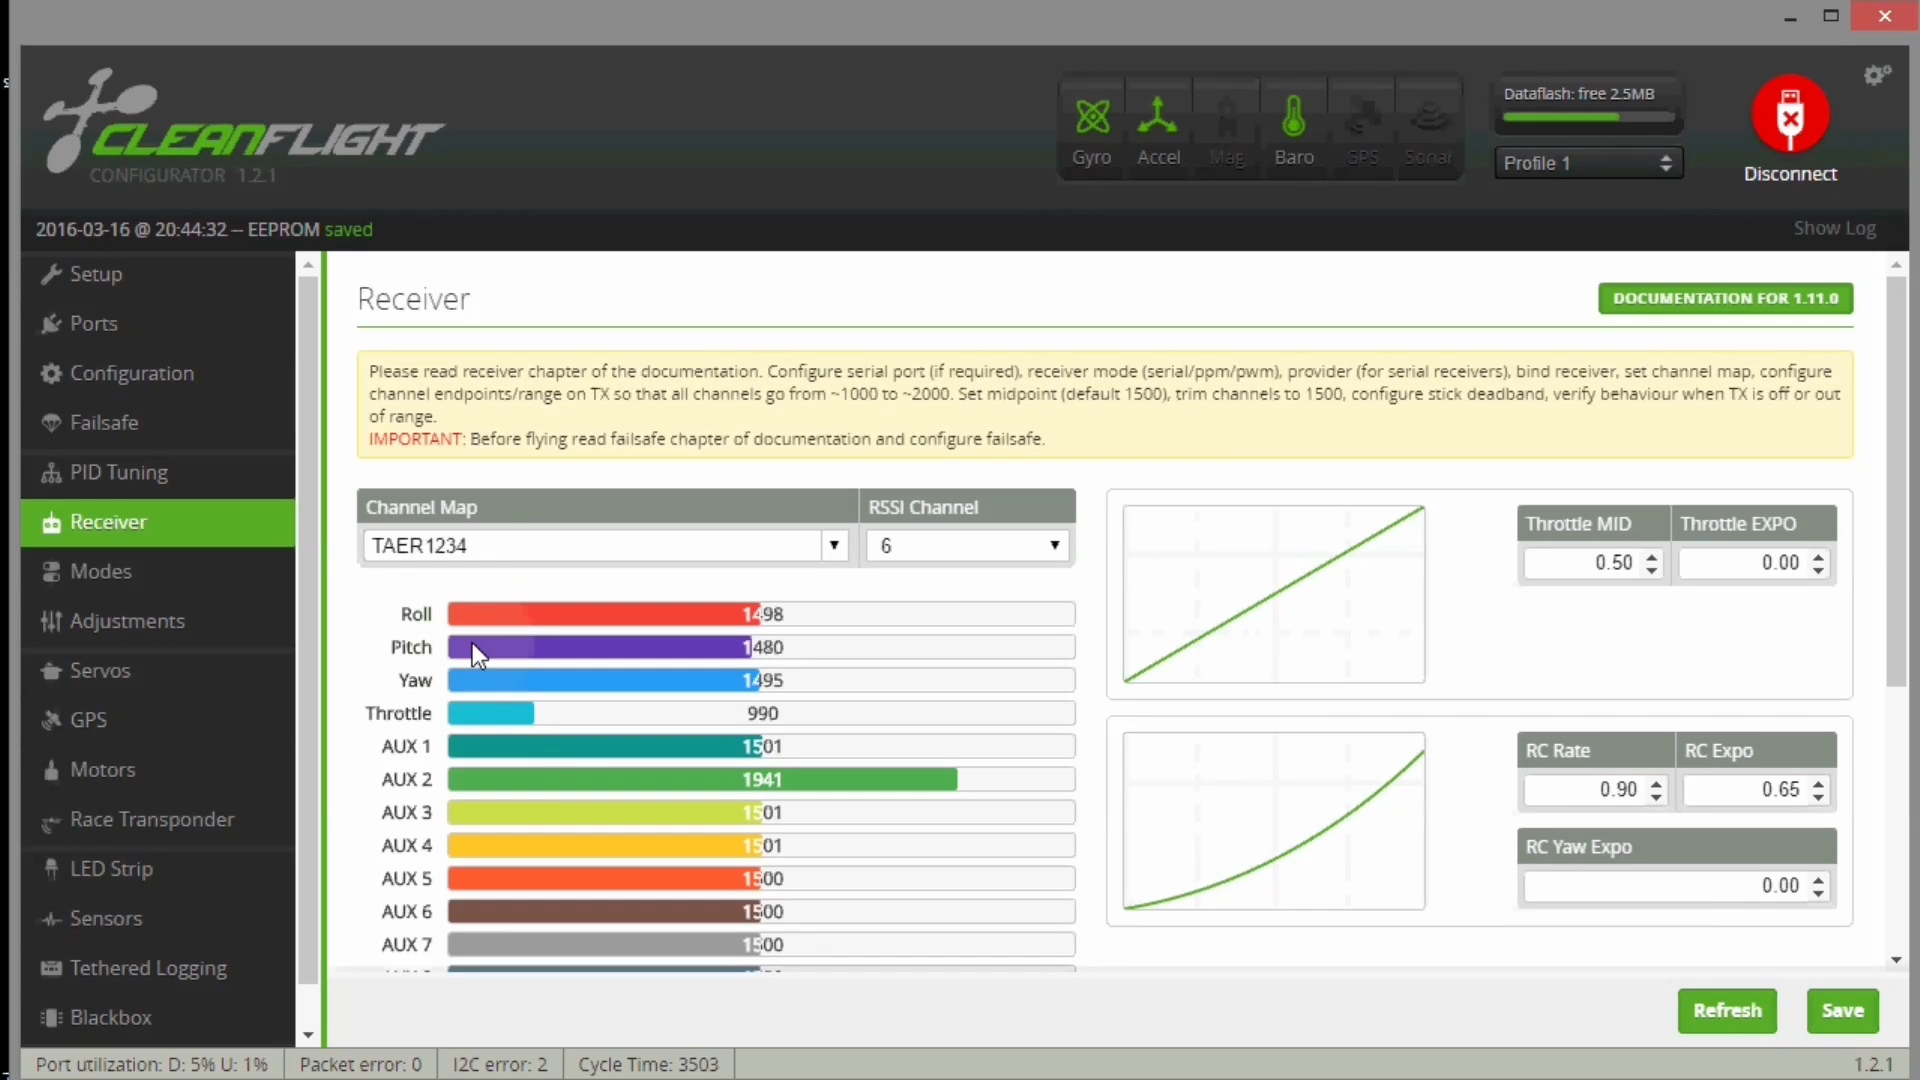 CLEANFLIGHT
CONFIGURATOR 1.2.1
Gyro
Accel
Mag
Baro
GPS
Sonar
Dataflash: free 2.5MB
Profile 1
Disconnect
2016-03-16 @ 20:44:32 -- EEPROM saved
Show Log
Setup
Ports
Configuration
Failsafe
PID Tuning
Receiver
Modes
Adjustments
Servos
GPS
Motors
Race Transponder
LED Strip
Sensors
Tethered Logging
Blackbox
Receiver
DOCUMENTATION FOR 1.11.0
Please read receiver chapter of the documentation. Configure serial port (if required), receiver mode (serial/ppm/pwm), provider (for serial receivers), bind receiver, set channel map, configure
channel endpoints/range on TX so that all channels go from ~1000 to ~2000. Set midpoint (default 1500), trim channels to 1500, configure stick deadband, verify behaviour when TX is off or out
of range.
IMPORTANT: Before flying read failsafe chapter of documentation and configure failsafe.
Channel Map
RSSI Channel
TAER1234
6
Roll 1498
Pitch 1480
Yaw 1495
Throttle 990
AUX 1 1501
AUX 2 1941
AUX 3 1501
AUX 4 1501
AUX 5 1500
AUX 6 1500
AUX 7 1500
Throttle MID
Throttle EXPO
0.50
0.00
RC Rate
RC Expo
0.90
0.65
RC Yaw Expo
0.00
Refresh
Save
Port utilization: D: 5% U: 1%
Packet error: 0
I2C error: 2
Cycle Time: 3503
1.2.1